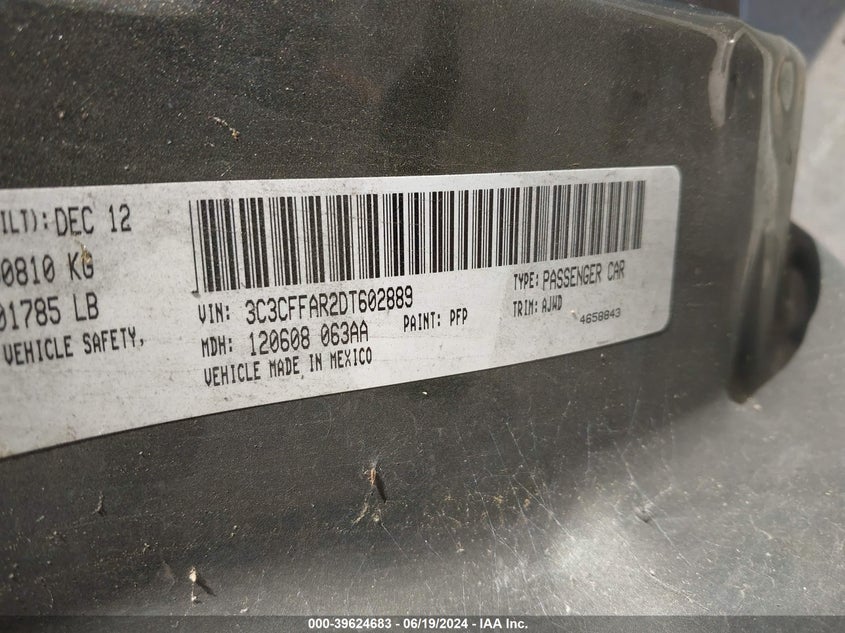 ILT): DEC 12
0810 KG
01785 LB
VEHICLE SAFETY,
VIN: 3C3CFFAR2DT602889
TYPE: PASSENGER CAR
MDH: 120608 063AA
PAINT: PFP
TRIM: AJWD
VEHICLE MADE IN MEXICO
4658843
000-39624683 - 06/19/2024 - IAA Inc.